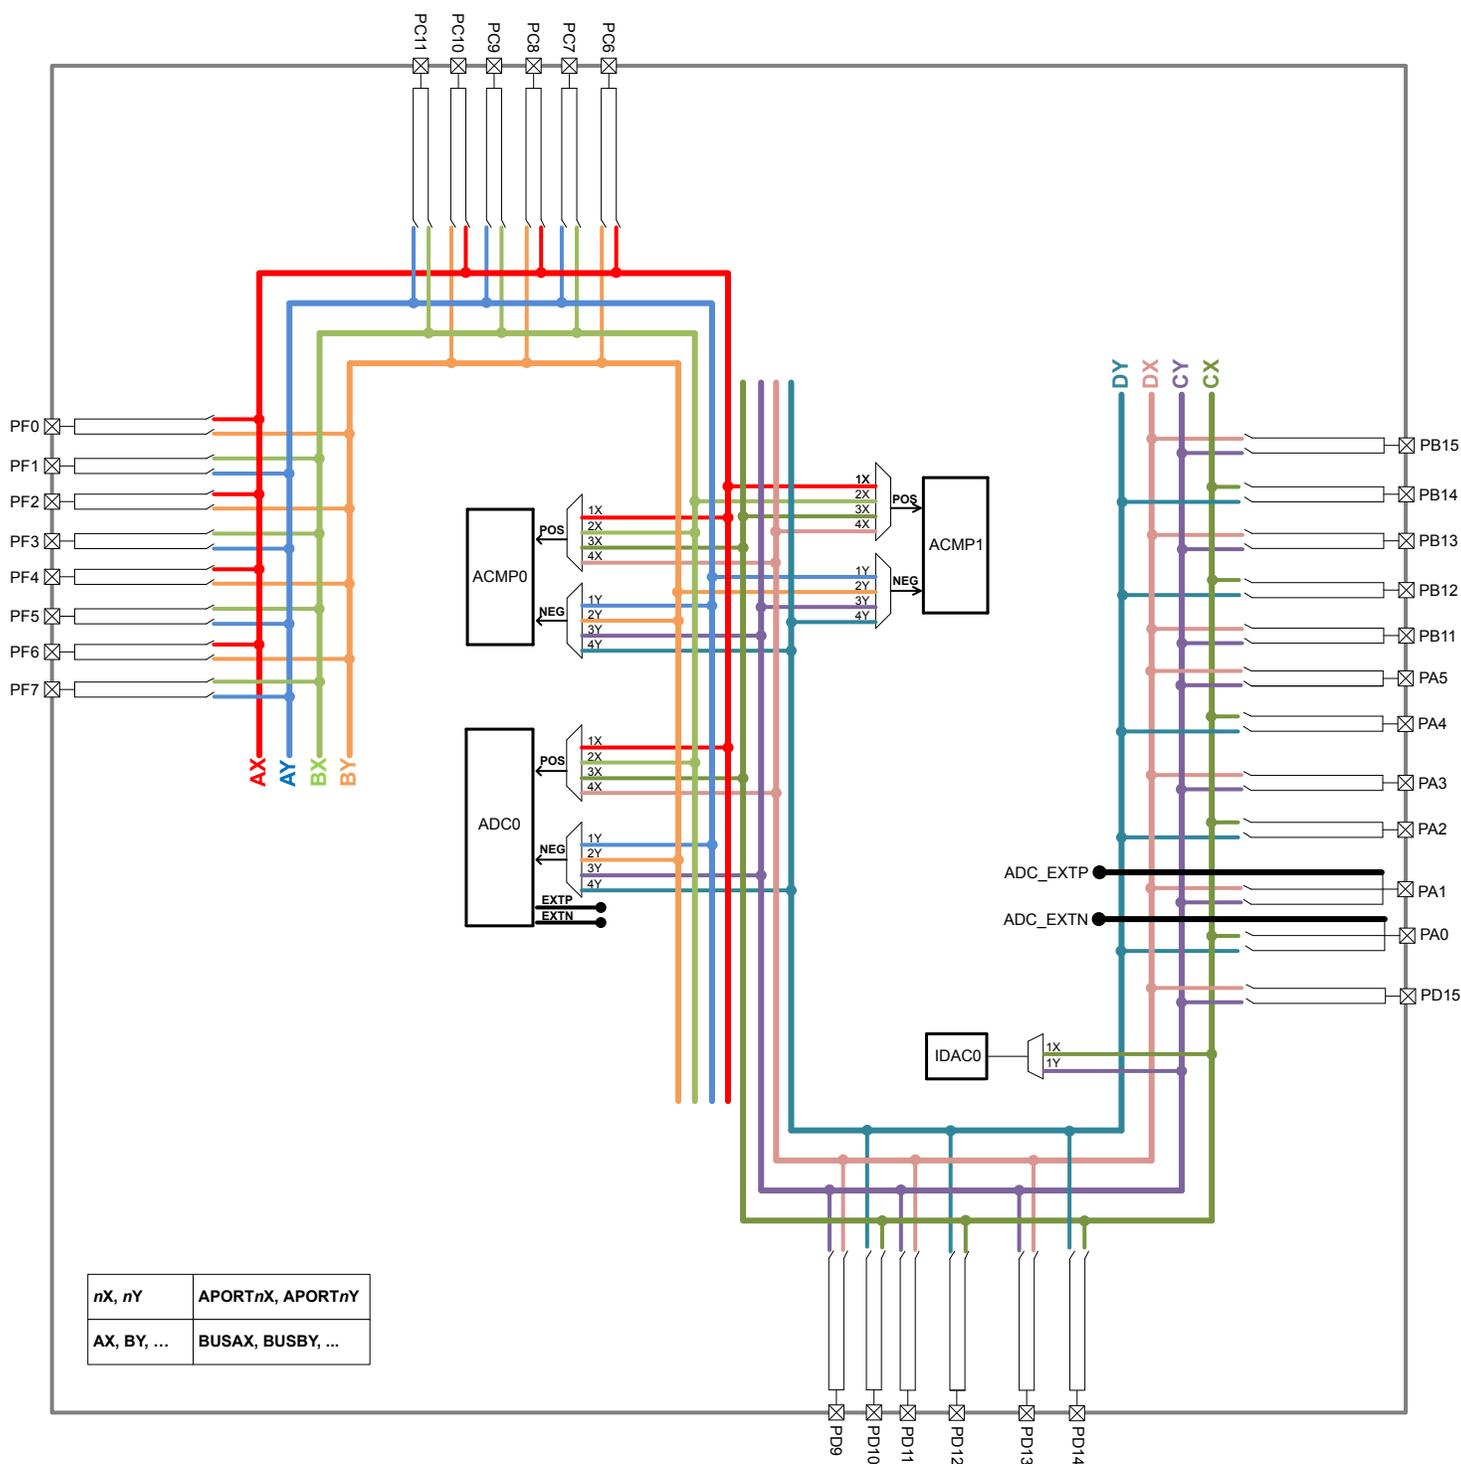 PC11
PC10
PC9
PC8
PC7
PC6
PF0
PF1
PF2
PF3
PF4
PF5
PF6
PF7
AX
AY
BX
BY
ACMP0
POS
1X
2X
3X
4X
NEG
1Y
2Y
3Y
4Y
ACMP1
1X
2X
3X
4X
POS
1Y
2Y
3Y
4Y
NEG
ADC0
POS
1X
2X
3X
4X
NEG
1Y
2Y
3Y
4Y
EXTP
EXTN
DY
DX
CY
CX
PB15
PB14
PB13
PB12
PB11
PA5
PA4
PA3
PA2
ADC_EXTP
PA1
ADC_EXTN
PA0
PD15
IDAC0
1X
1Y
nX, nY APORTnX, APORTnY
AX, BY, … BUSAX, BUSBY, ...
PD9
PD10
PD11
PD12
PD13
PD14